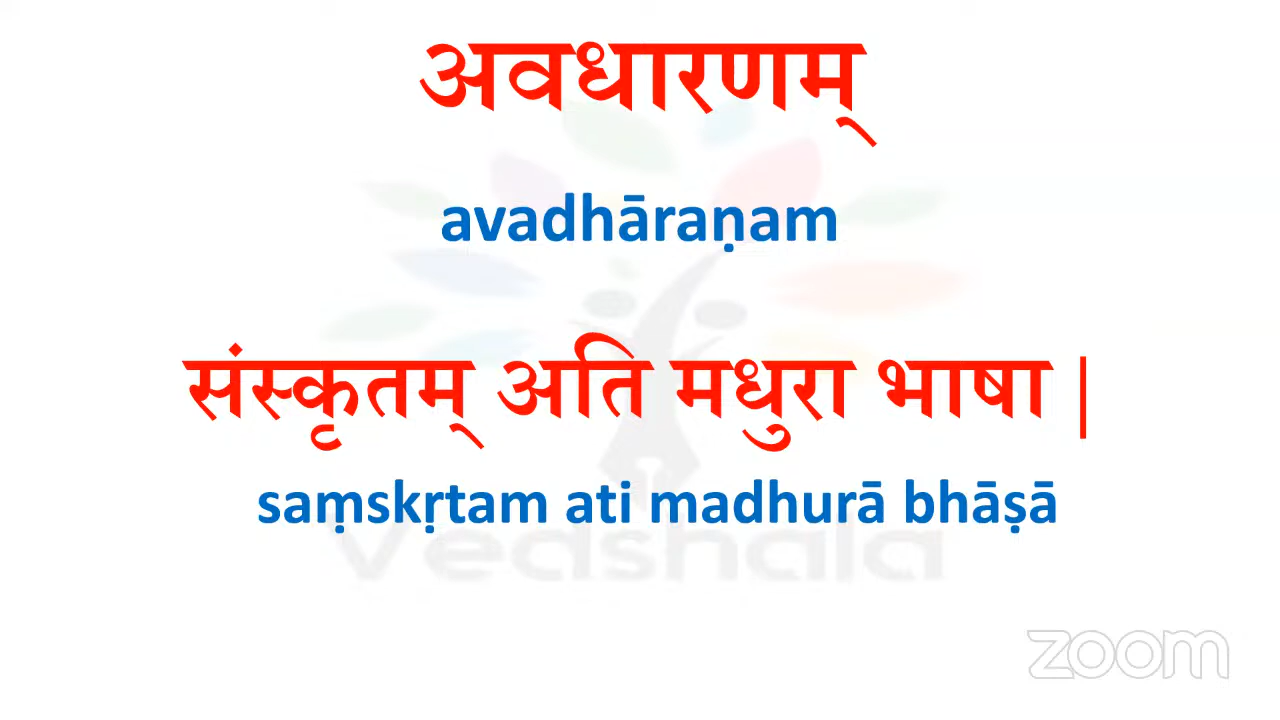 अवधारणम्
avadhāraṇam
संस्कृतम् अति मधुरा भाषा |
saṃskṛtam ati madhurā bhāṣā
Vedshala
zoom